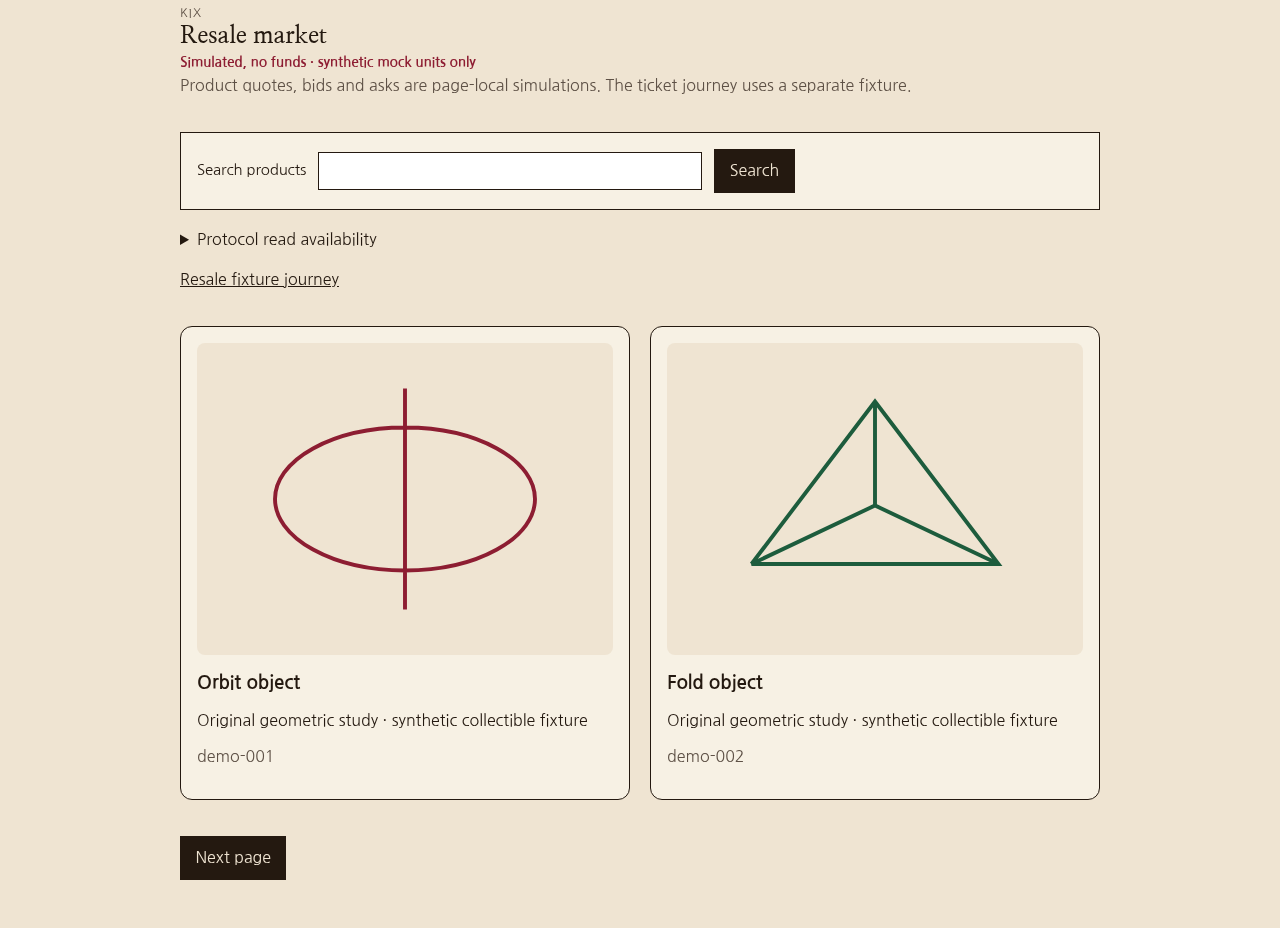 KIX
Resale market
Simulated, no funds · synthetic mock units only
Product quotes, bids and asks are page-local simulations. The ticket journey uses a separate fixture.
Search products
Search
Protocol read availability
Resale fixture journey
Orbit object
Original geometric study · synthetic collectible fixture
demo-001
Fold object
Original geometric study · synthetic collectible fixture
demo-002
Next page